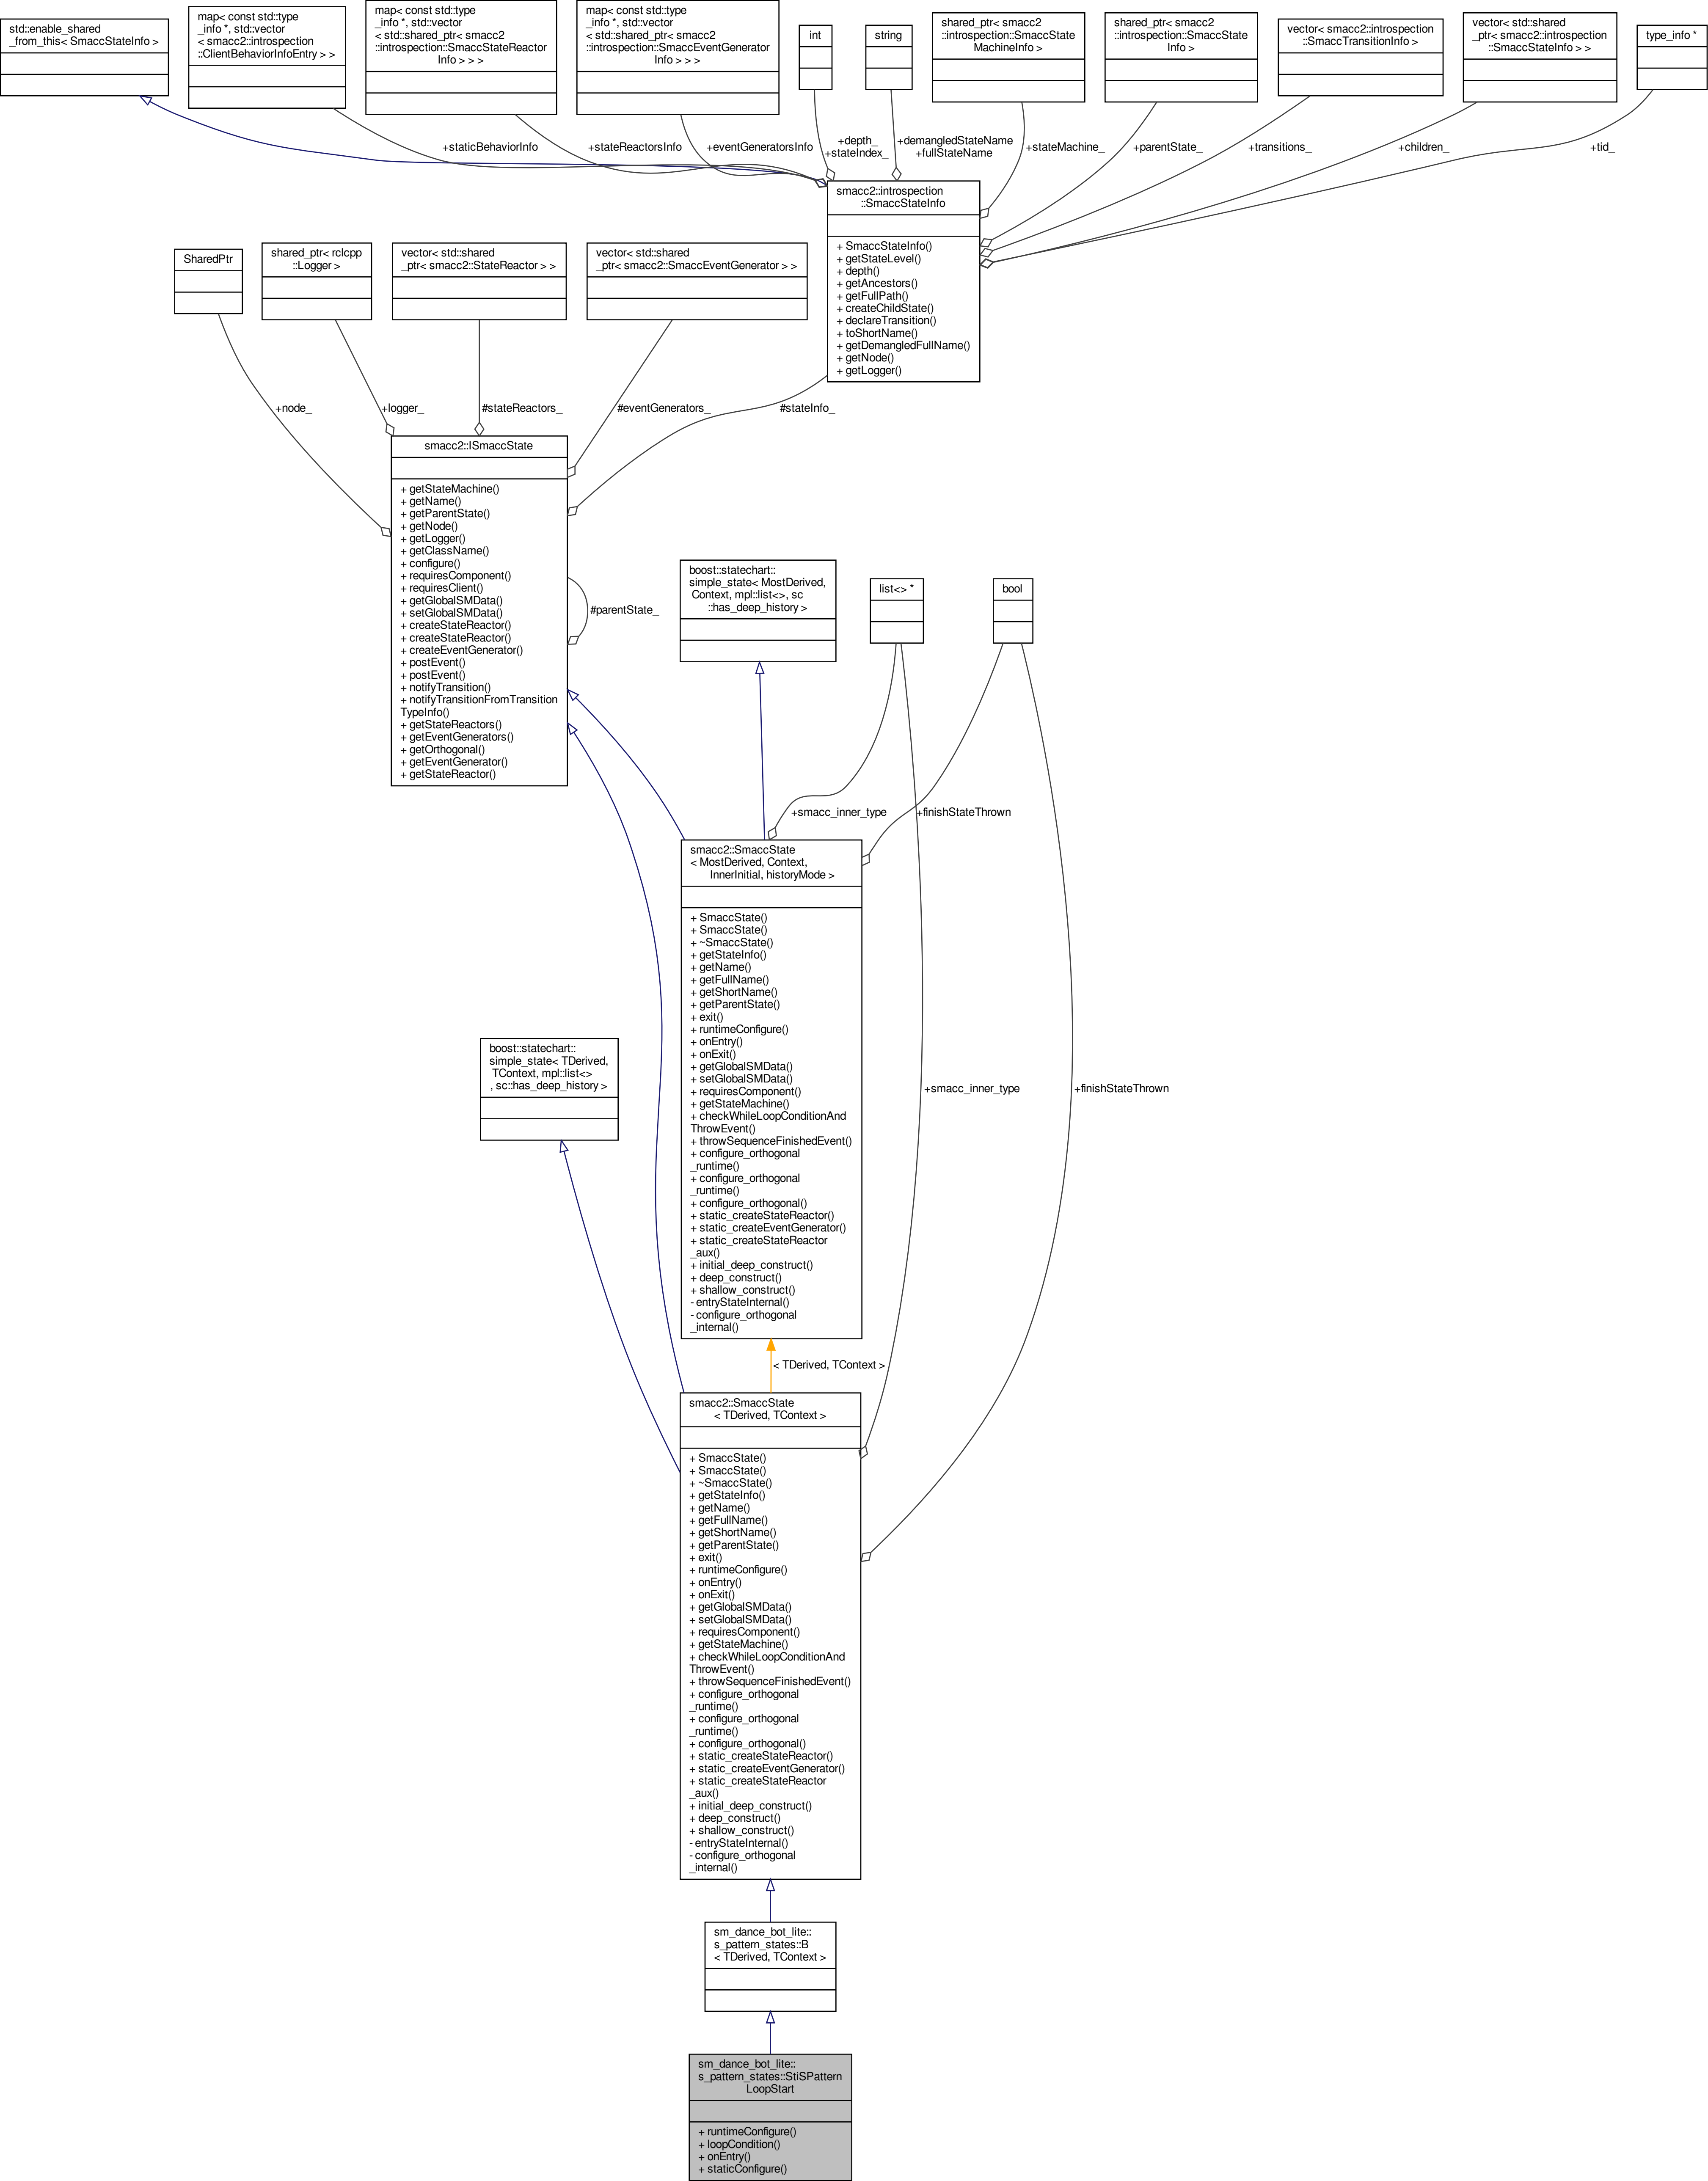 std::enable_shared
_from_this< SmaccStateInfo >
map< const std::type
_info *, std::vector
< smacc2::introspection
::ClientBehaviorInfoEntry > >
map< const std::type
_info *, std::vector
< std::shared_ptr< smacc2
::introspection::SmaccStateReactor
Info > > >
map< const std::type
_info *, std::vector
< std::shared_ptr< smacc2
::introspection::SmaccEventGenerator
Info > > >
int
string
shared_ptr< smacc2
::introspection::SmaccState
MachineInfo >
shared_ptr< smacc2
::introspection::SmaccState
Info >
vector< smacc2::introspection
::SmaccTransitionInfo >
vector< std::shared
_ptr< smacc2::introspection
::SmaccStateInfo > >
type_info *
+staticBehaviorInfo
+stateReactorsInfo
+eventGeneratorsInfo
+depth_
+stateIndex_
+demangledStateName
+fullStateName
+stateMachine_
+parentState_
+transitions_
+children_
+tid_
smacc2::introspection
::SmaccStateInfo
+ SmaccStateInfo()
+ getStateLevel()
+ depth()
+ getAncestors()
+ getFullPath()
+ createChildState()
+ declareTransition()
+ toShortName()
+ getDemangledFullName()
+ getNode()
+ getLogger()
SharedPtr
shared_ptr< rclcpp
::Logger >
vector< std::shared
_ptr< smacc2::StateReactor > >
vector< std::shared
_ptr< smacc2::SmaccEventGenerator > >
+node_
+logger_
#stateReactors_
#eventGenerators_
#stateInfo_
smacc2::ISmaccState
+ getStateMachine()
+ getName()
+ getParentState()
+ getNode()
+ getLogger()
+ getClassName()
+ configure()
+ requiresComponent()
+ requiresClient()
+ getGlobalSMData()
+ setGlobalSMData()
+ createStateReactor()
+ createStateReactor()
+ createEventGenerator()
+ postEvent()
+ postEvent()
+ notifyTransition()
+ notifyTransitionFromTransition
TypeInfo()
+ getStateReactors()
+ getEventGenerators()
+ getOrthogonal()
+ getEventGenerator()
+ getStateReactor()
#parentState_
boost::statechart::
simple_state< MostDerived,
Context, mpl::list<>, sc
::has_deep_history >
list<> *
bool
+smacc_inner_type
+finishStateThrown
smacc2::SmaccState
< MostDerived, Context,
InnerInitial, historyMode >
+ SmaccState()
+ SmaccState()
+ ~SmaccState()
+ getStateInfo()
+ getName()
+ getFullName()
+ getShortName()
+ getParentState()
+ exit()
+ runtimeConfigure()
+ onEntry()
+ onExit()
+ getGlobalSMData()
+ setGlobalSMData()
+ requiresComponent()
+ getStateMachine()
+ checkWhileLoopConditionAnd
ThrowEvent()
+ throwSequenceFinishedEvent()
+ configure_orthogonal
_runtime()
+ configure_orthogonal
_runtime()
+ configure_orthogonal()
+ static_createStateReactor()
+ static_createEventGenerator()
+ static_createStateReactor
_aux()
+ initial_deep_construct()
+ deep_construct()
+ shallow_construct()
- entryStateInternal()
- configure_orthogonal
_internal()
boost::statechart::
simple_state< TDerived,
TContext, mpl::list<>
, sc::has_deep_history >
+smacc_inner_type
+finishStateThrown
< TDerived, TContext >
smacc2::SmaccState
< TDerived, TContext >
+ SmaccState()
+ SmaccState()
+ ~SmaccState()
+ getStateInfo()
+ getName()
+ getFullName()
+ getShortName()
+ getParentState()
+ exit()
+ runtimeConfigure()
+ onEntry()
+ onExit()
+ getGlobalSMData()
+ setGlobalSMData()
+ requiresComponent()
+ getStateMachine()
+ checkWhileLoopConditionAnd
ThrowEvent()
+ throwSequenceFinishedEvent()
+ configure_orthogonal
_runtime()
+ configure_orthogonal
_runtime()
+ configure_orthogonal()
+ static_createStateReactor()
+ static_createEventGenerator()
+ static_createStateReactor
_aux()
+ initial_deep_construct()
+ deep_construct()
+ shallow_construct()
- entryStateInternal()
- configure_orthogonal
_internal()
sm_dance_bot_lite::
s_pattern_states::B
< TDerived, TContext >
sm_dance_bot_lite::
s_pattern_states::StiSPattern
LoopStart
+ runtimeConfigure()
+ loopCondition()
+ onEntry()
+ staticConfigure()